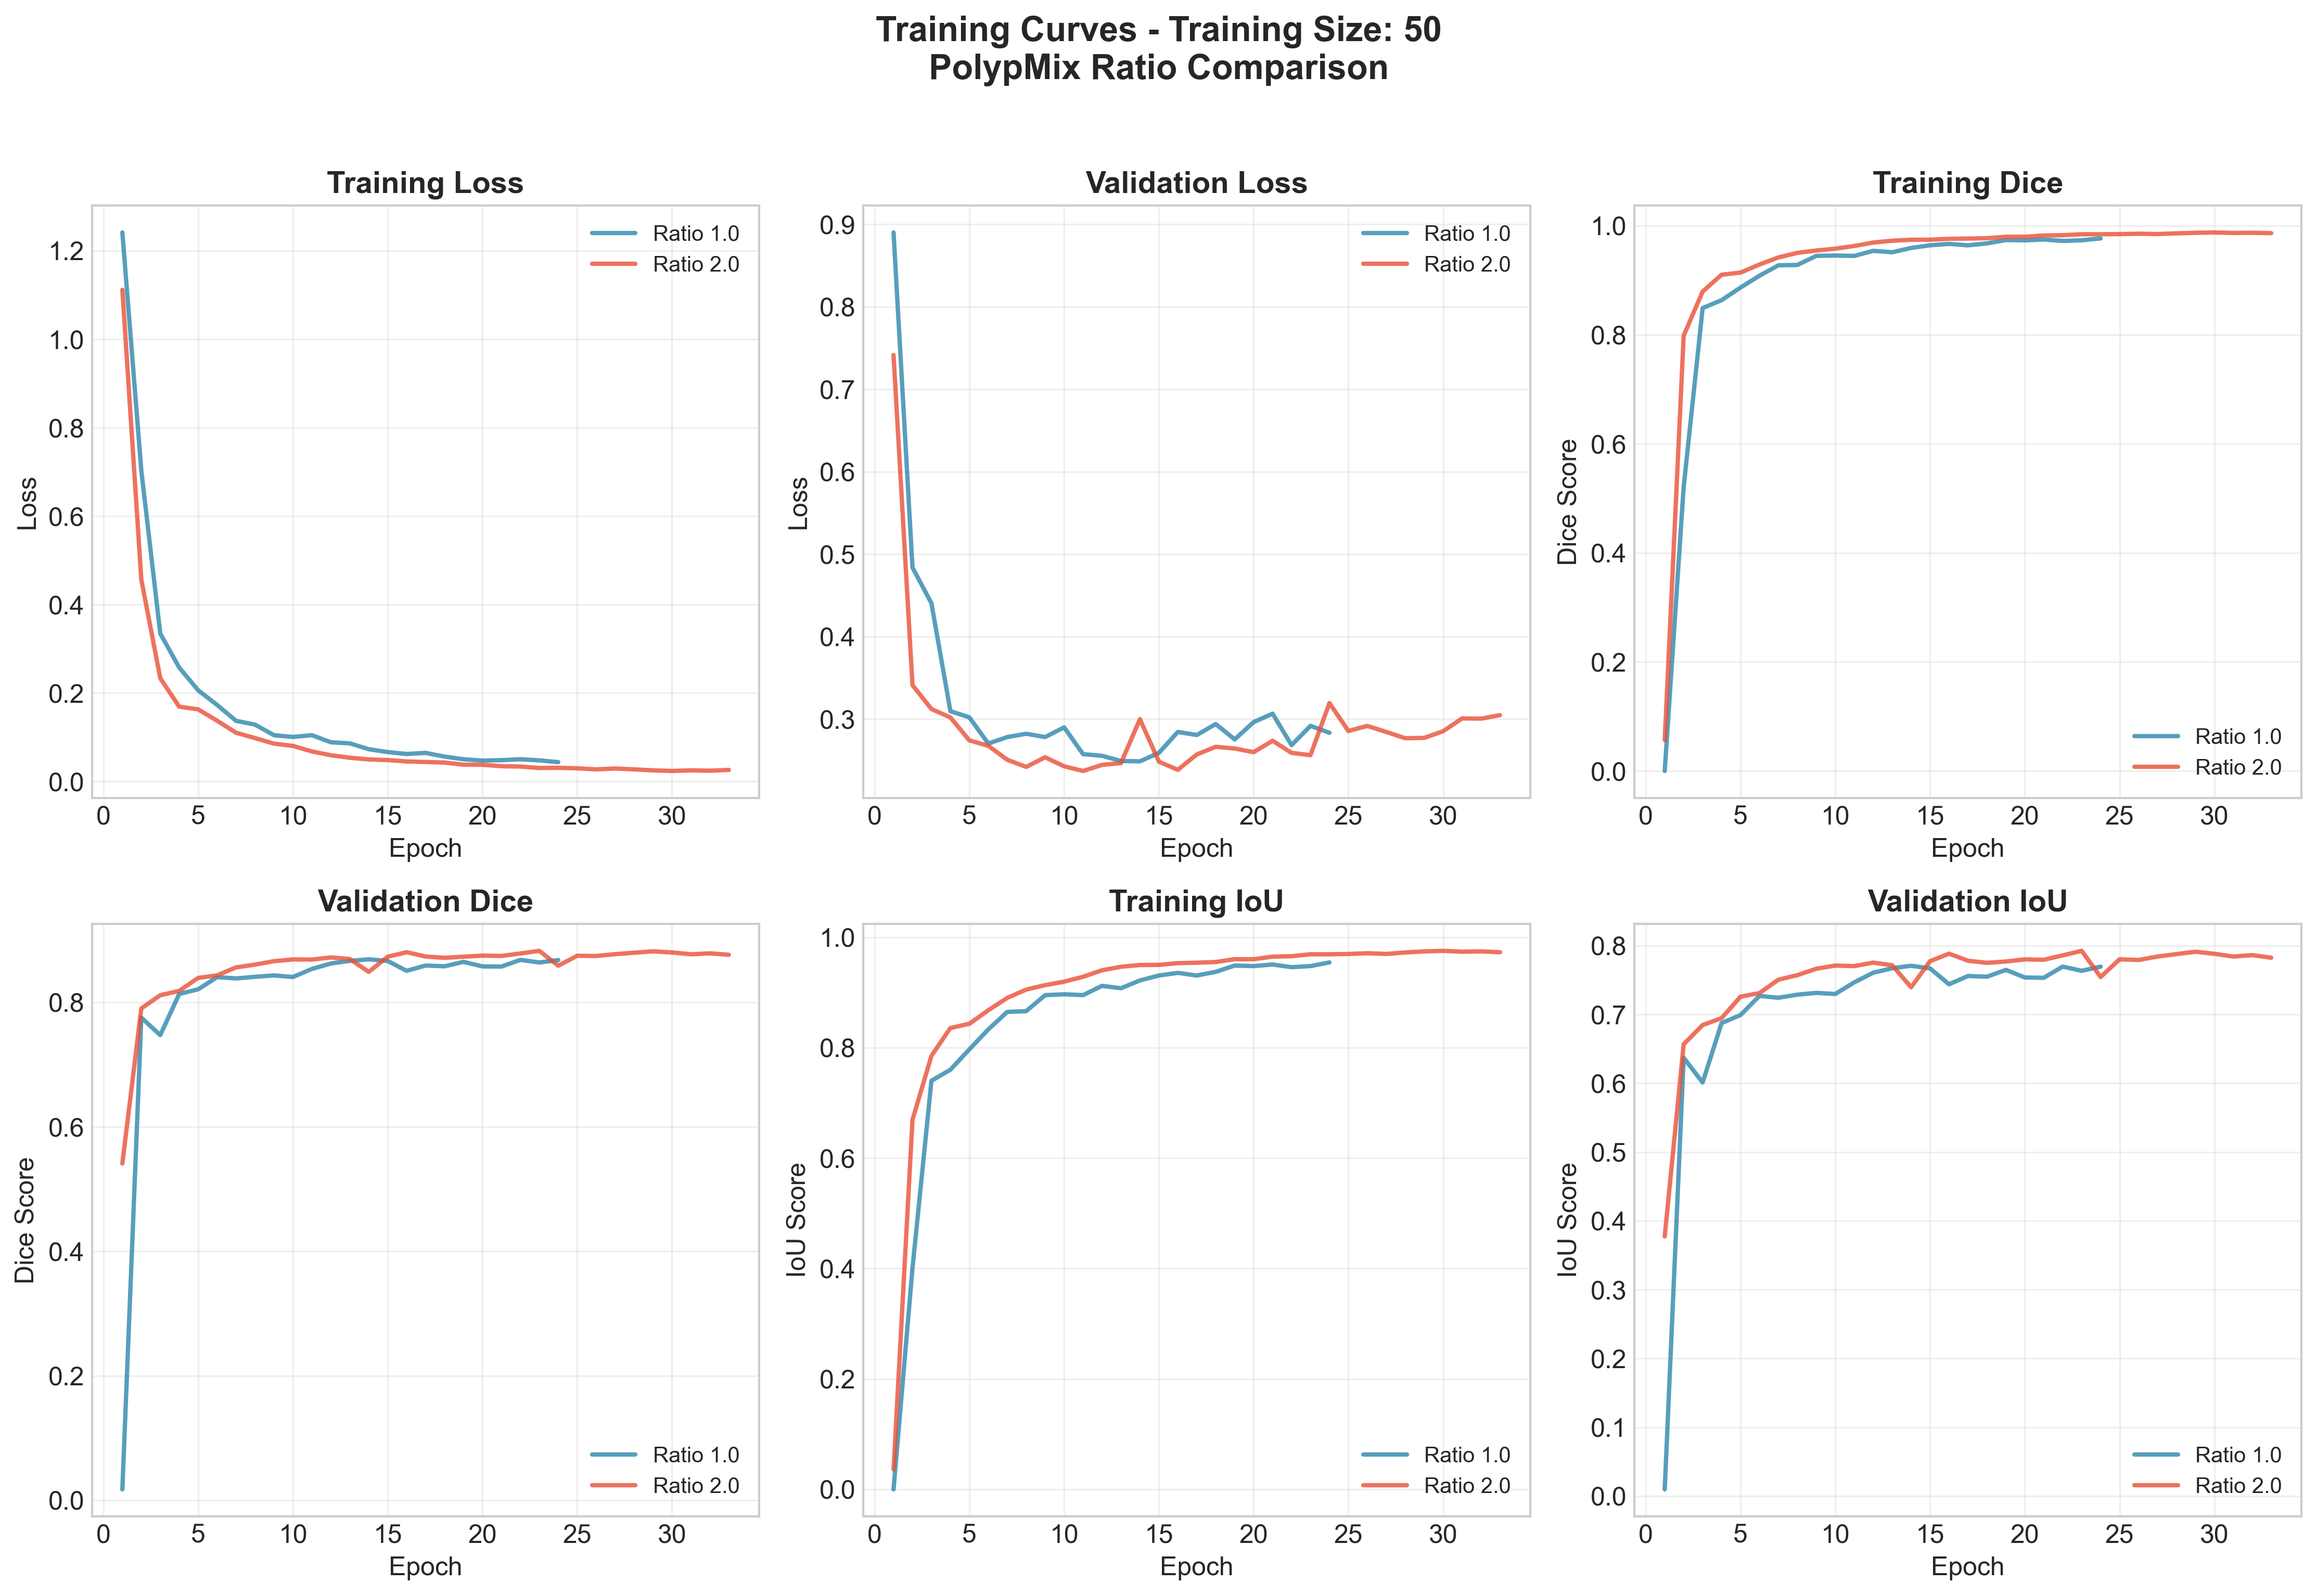 Training Curves - Training Size: 50
PolypMix Ratio Comparison
Training Loss
Loss
1.2
1.0
0.8
0.6
0.4
0.2
0.0
0 5 10 15 20 25 30
Epoch
Ratio 1.0
Ratio 2.0
Validation Loss
Loss
0.9
0.8
0.7
0.6
0.5
0.4
0.3
0 5 10 15 20 25 30
Epoch
Ratio 1.0
Ratio 2.0
Training Dice
Dice Score
1.0
0.8
0.6
0.4
0.2
0.0
0 5 10 15 20 25 30
Epoch
Ratio 1.0
Ratio 2.0
Validation Dice
Dice Score
0.8
0.6
0.4
0.2
0.0
0 5 10 15 20 25 30
Epoch
Ratio 1.0
Ratio 2.0
Training IoU
IoU Score
1.0
0.8
0.6
0.4
0.2
0.0
0 5 10 15 20 25 30
Epoch
Ratio 1.0
Ratio 2.0
Validation IoU
IoU Score
0.8
0.7
0.6
0.5
0.4
0.3
0.2
0.1
0.0
0 5 10 15 20 25 30
Epoch
Ratio 1.0
Ratio 2.0